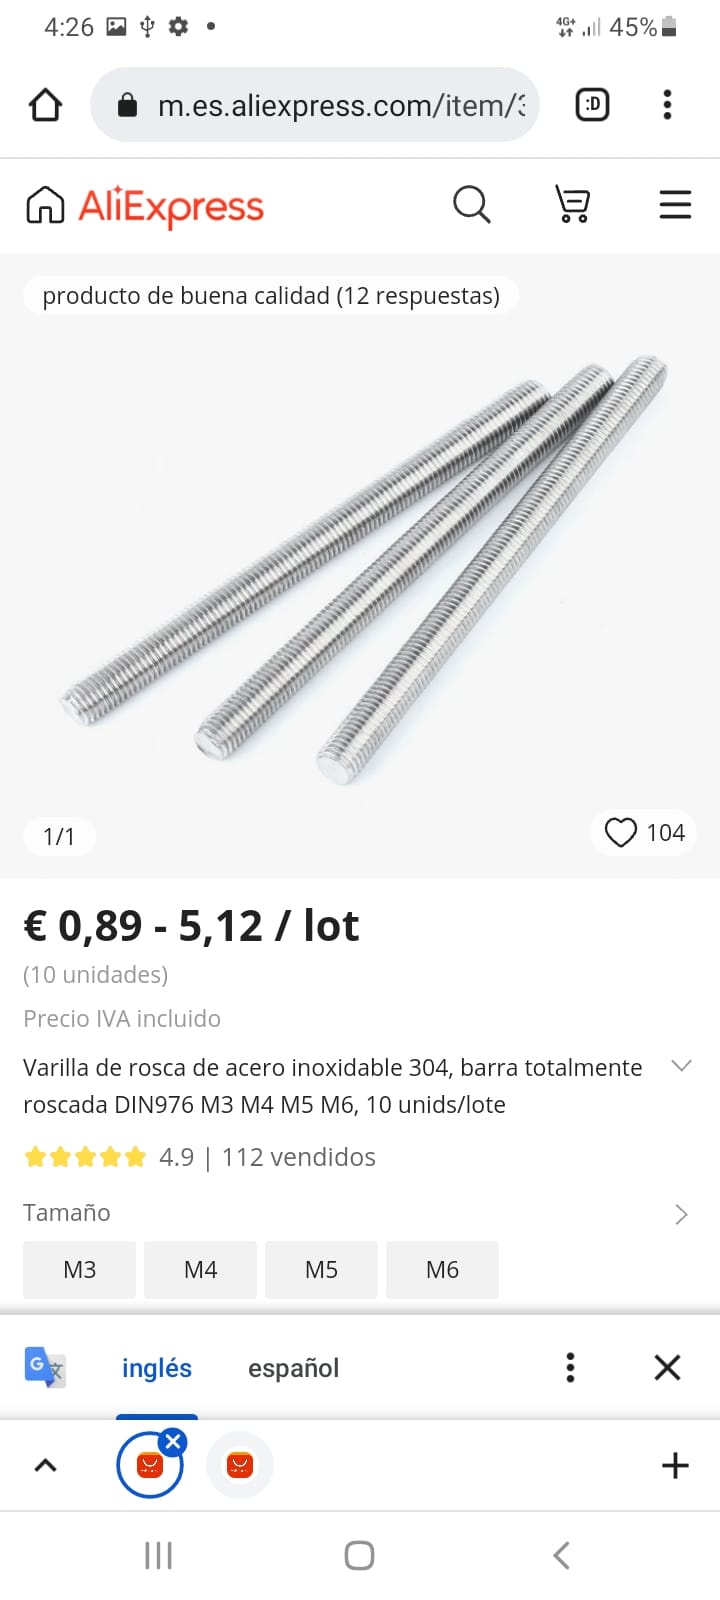 4:26
4G+
45%
m.es.aliexpress.com/item/3
:D
AliExpress
producto de buena calidad (12 respuestas)
1/1
104
€ 0,89 - 5,12 / lot
(10 unidades)
Precio IVA incluido
Varilla de rosca de acero inoxidable 304, barra totalmente
roscada DIN976 M3 M4 M5 M6, 10 unids/lote
4.9 | 112 vendidos
Tamaño
M3 M4 M5 M6
G 文
inglés español